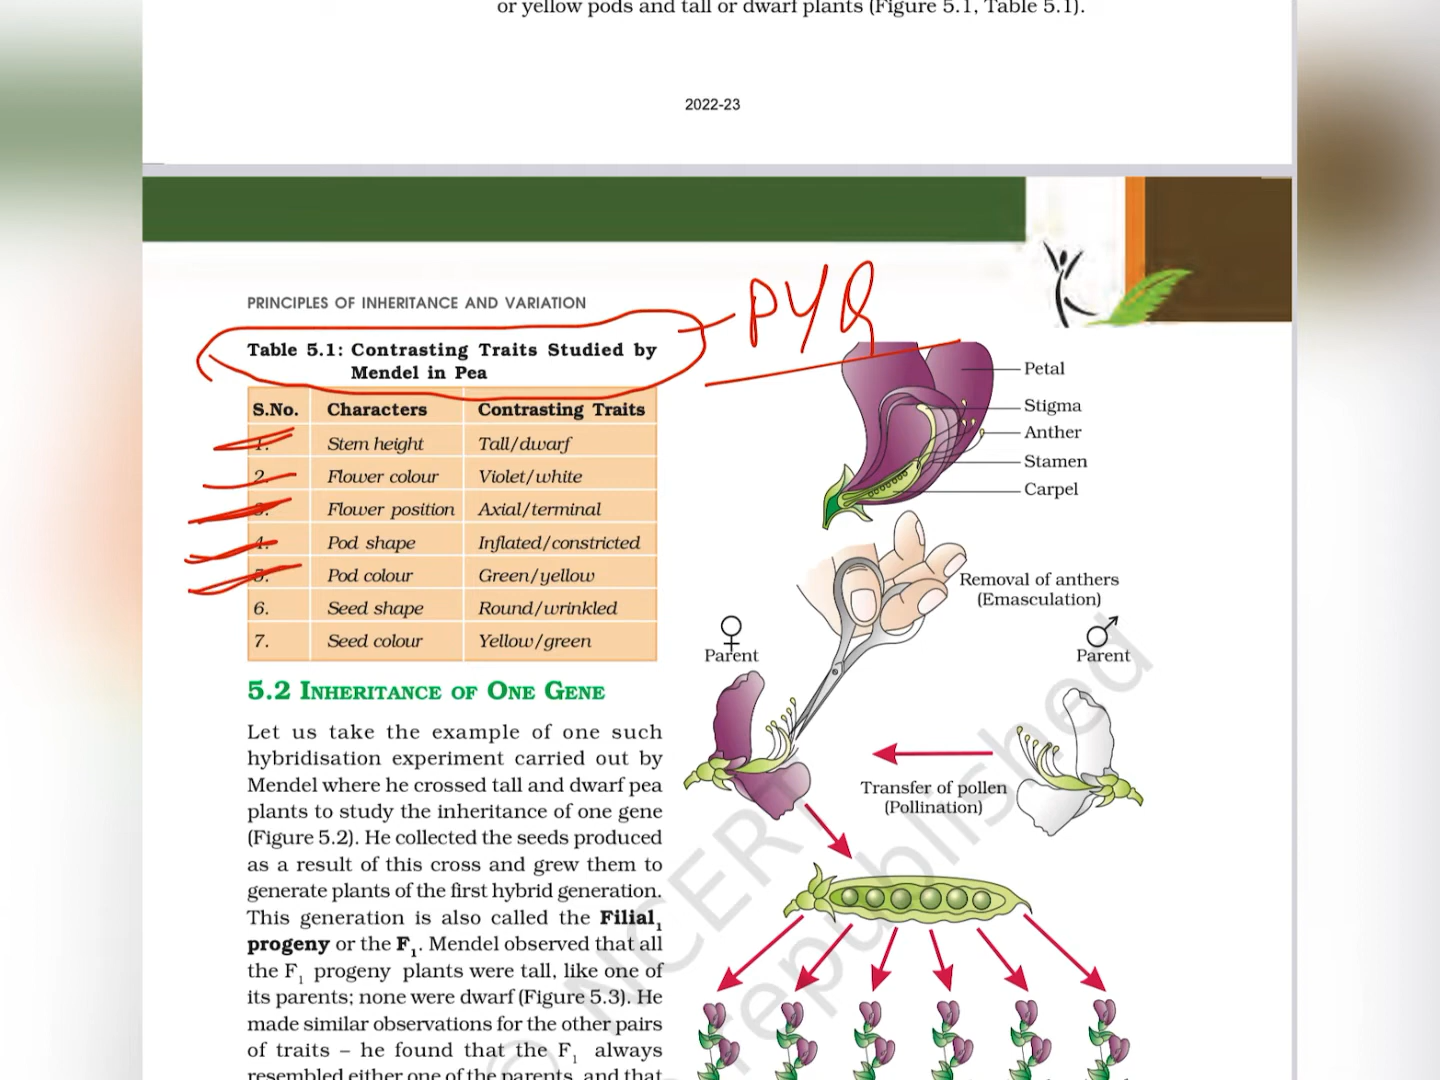 or yellow pods and tall or dwarf plants (Figure 5.1, Table 5.1).
2022-23
PRINCIPLES OF INHERITANCE AND VARIATION
PYQ
Table 5.1: Contrasting Traits Studied by
Mendel in Pea
S.No. Characters Contrasting Traits
1. Stem height Tall/dwarf
2. Flower colour Violet/white
3. Flower position Axial/terminal
4. Pod shape Inflated/constricted
5. Pod colour Green/yellow
6. Seed shape Round/wrinkled
7. Seed colour Yellow/green
5.2 INHERITANCE OF ONE GENE
Let us take the example of one such
hybridisation experiment carried out by
Mendel where he crossed tall and dwarf pea
plants to study the inheritance of one gene
(Figure 5.2). He collected the seeds produced
as a result of this cross and grew them to
generate plants of the first hybrid generation.
This generation is also called the Filial₁
progeny or the F₁. Mendel observed that all
the F₁ progeny plants were tall, like one of
its parents; none were dwarf (Figure 5.3). He
made similar observations for the other pairs
of traits – he found that the F₁ always
resembled either one of the parents, and that
Petal
Stigma
Anther
Stamen
Carpel
Removal of anthers
(Emasculation)
♀
Parent
♂
Parent
Transfer of pollen
(Pollination)
© NCERT
republished